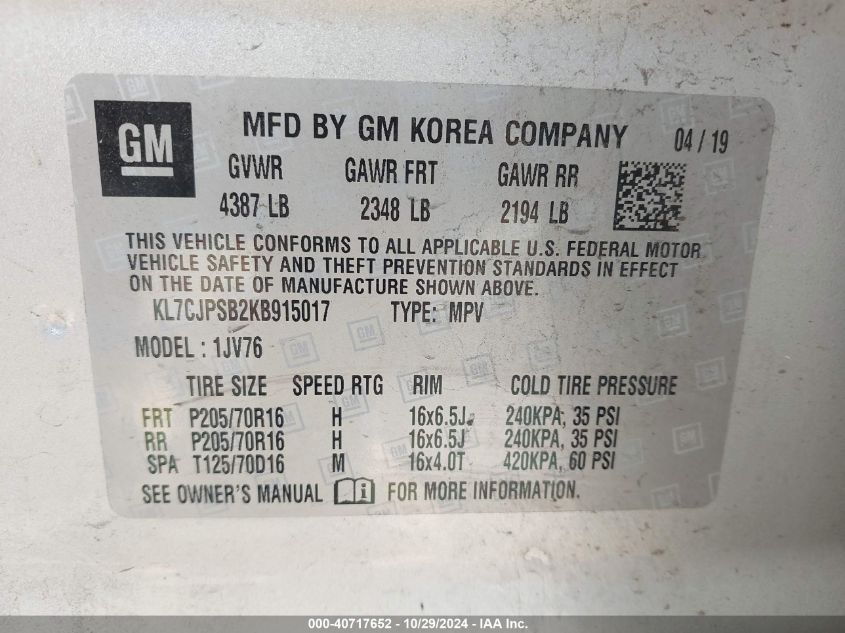 GM
MFD BY GM KOREA COMPANY 04 / 19
GVWR GAWR FRT GAWR RR
4387 LB 2348 LB 2194 LB
THIS VEHICLE CONFORMS TO ALL APPLICABLE U.S. FEDERAL MOTOR
VEHICLE SAFETY AND THEFT PREVENTION STANDARDS IN EFFECT
ON THE DATE OF MANUFACTURE SHOWN ABOVE.
KL7CJPSB2KB915017 TYPE: MPV
MODEL : 1JV76
TIRE SIZE SPEED RTG RIM COLD TIRE PRESSURE
FRT P205/70R16 H 16x6.5J 240KPA, 35 PSI
RR P205/70R16 H 16x6.5J 240KPA, 35 PSI
SPA T125/70D16 M 16x4.0T 420KPA, 60 PSI
SEE OWNER'S MANUAL FOR MORE INFORMATION.
000-40717652 - 10/29/2024 - IAA Inc.